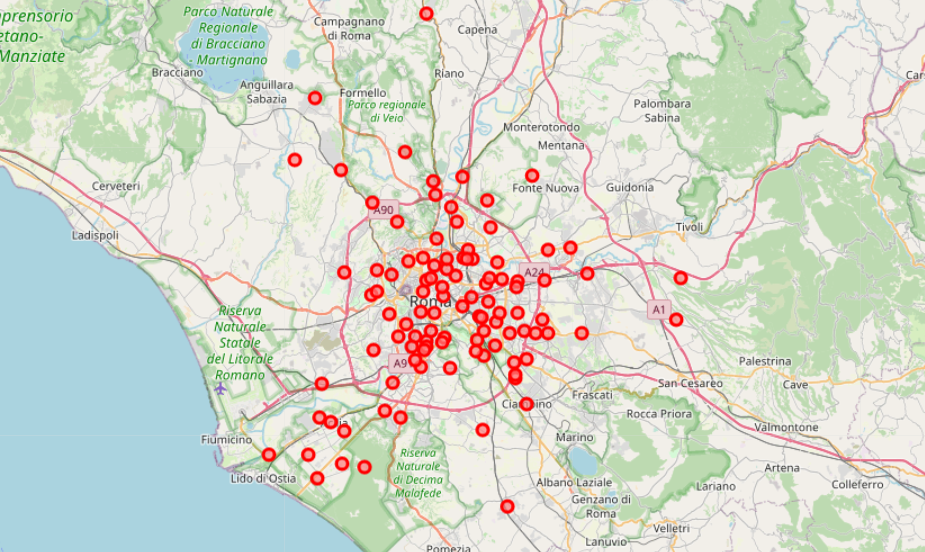 Parco Naturale
Regionale
di Bracciano
- Martignano
Campagnano
di Roma
Capena
mprensorio
etano-
Manziate
Bracciano
Riano
Anguillara
Sabazia
Formello
Parco regionale
di Veio
Palombara
Sabina
Monterotondo
Mentana
Cerveteri
Fonte Nuova
Guidonia
A90
Ladispoli
Tivoli
A24
Roma
A1
Riserva
Naturale
Statale
del Litorale
Romano
A9
Palestrina
San Cesareo
Cave
Frascati
Rocca Priora
Valmontone
Fiumicino
Marino
Riserva
Naturale
di Decima
Malafede
Lido di Ostia
Artena
Albano Laziale
Lariano
Colleferro
Genzano di
Roma
Velletri
Lanuvio
Pomezia